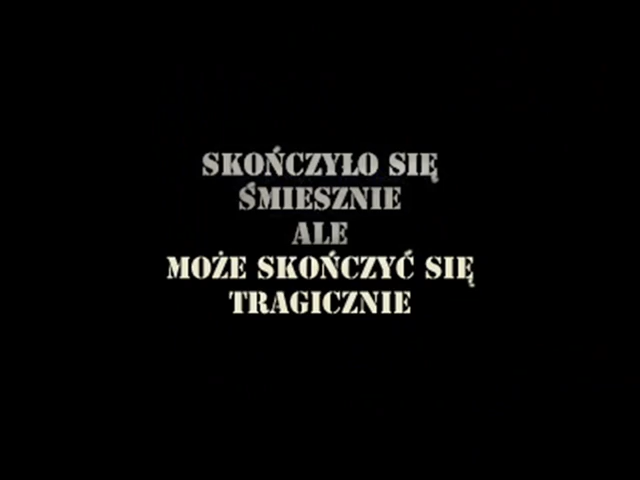 SKOŃCZYŁO SIĘ
ŚMIESZNIE
ALE
MOŻE SKOŃCZYĆ SIĘ
TRAGICZNIE